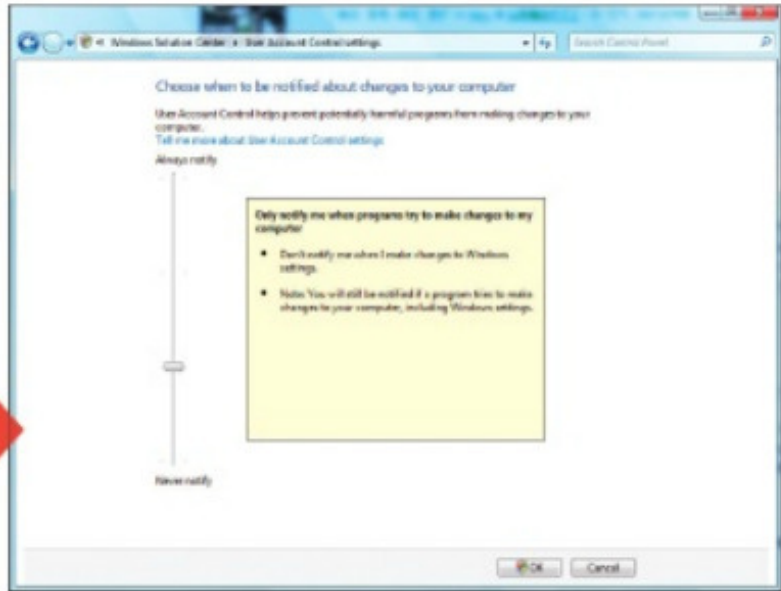 Windows Solution Center ▸ User Account Control settings
Search Control Panel
Choose when to be notified about changes to your computer
User Account Control helps prevent potentially harmful programs from making changes to your
computer.
Tell me more about User Account Control settings
Always notify
Only notify me when programs try to make changes to my
computer
• Don't notify me when I make changes to Windows
settings.
• Note: You will still be notified if a program tries to make
changes to your computer, including Windows settings.
Never notify
OK Cancel